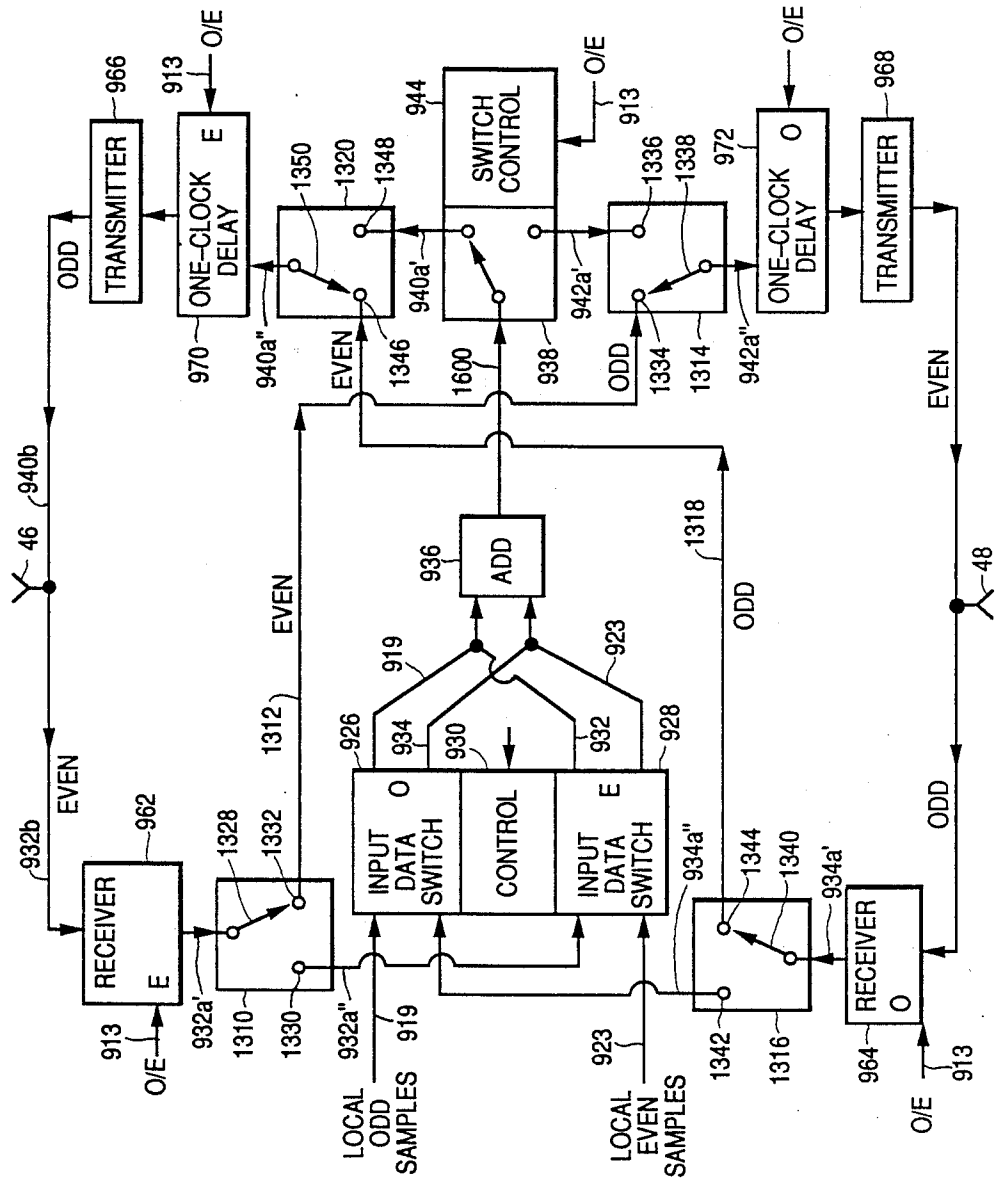 932b
46
940b
EVEN
ODD
962
RECEIVER
E
913
O/E
932a'
966
TRANSMITTER
ONE-CLOCK
DELAY
E
913
O/E
970
940a"
1328
1332
1310
1330
932a"
1312
EVEN
1350
1320
1348
1346
EVEN
940a'
LOCAL
ODD
SAMPLES
919
926
INPUT
DATA
SWITCH
O
934
919
930
CONTROL
932
INPUT
DATA
SWITCH
E
928
923
936
ADD
1600
938
944
SWITCH
CONTROL
O/E
913
942a'
LOCAL
EVEN
SAMPLES
923
934a"
1342
1344
1340
1316
934a'
1318
ODD
ODD
1334
1336
1338
1314
942a"
972
ONE-CLOCK
DELAY
O
O/E
964
RECEIVER
O
O/E
913
TRANSMITTER
968
ODD
48
EVEN